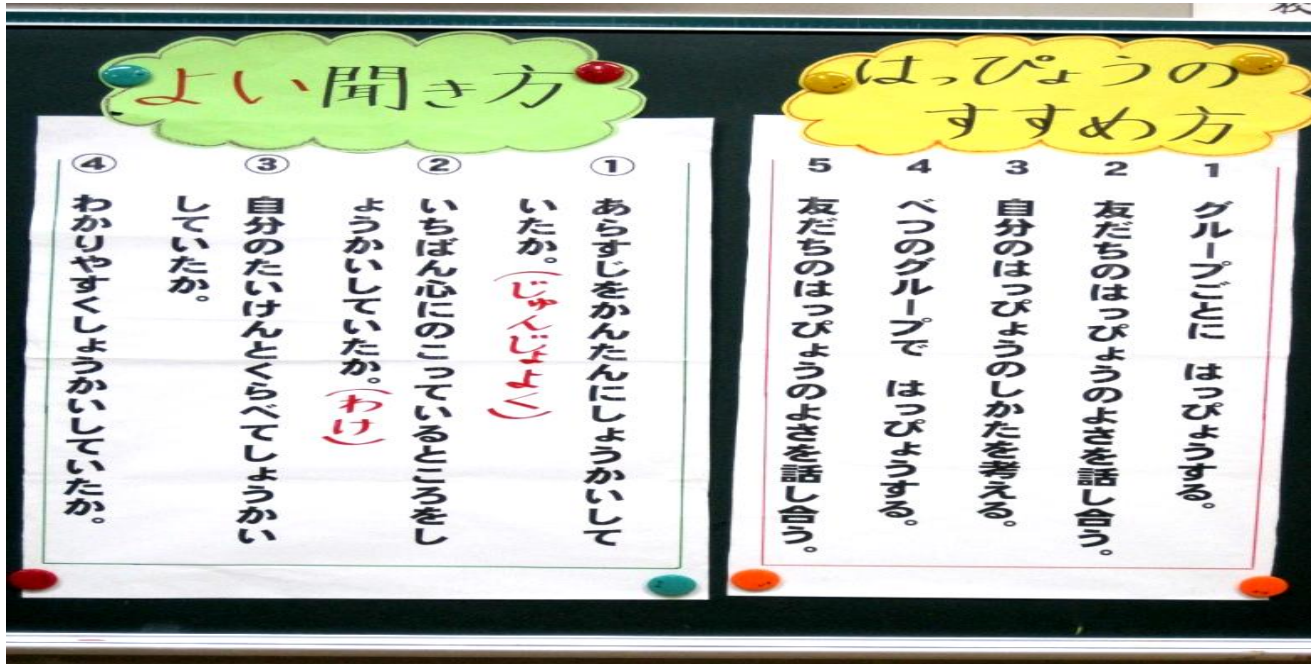 はっぴょうの
すすめ方
1 グループごとに はっぴょうする。
2 友だちのはっぴょうのよさを話し合う。
3 自分のはっぴょうのしかたを考える。
4 べつのグループで はっぴょうする。
5 友だちのはっぴょうのよさを話し合う。
よい聞き方
① あらすじをかんたんにしょうかいして
いたか。(じゅんじょよく)
② いちばん心にのこっているところをし
ょうかいしていたか。(わけ)
③ 自分のたいけんとくらべてしょうかい
していたか。
④ わかりやすくしょうかいしていたか。